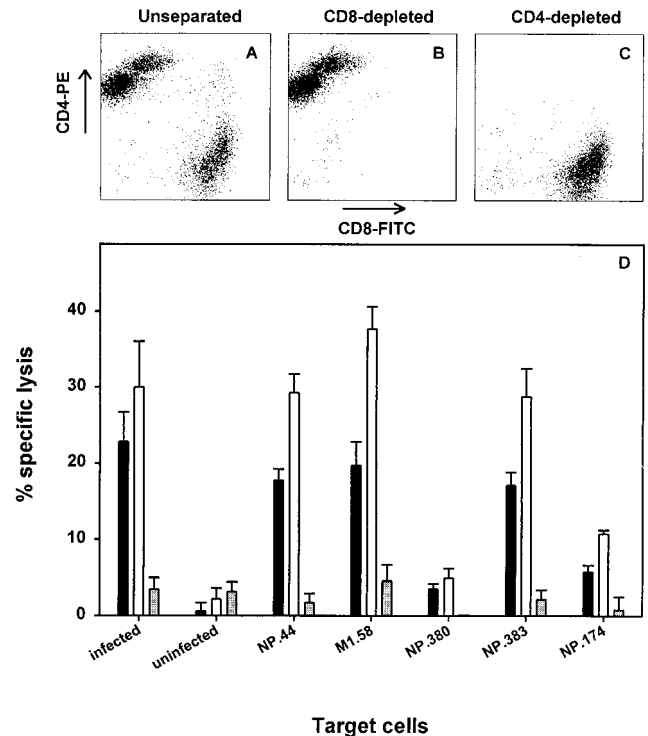 Unseparated CD8-depleted CD4-depleted
A B C
CD4-PE
CD8-FITC
D
% specific lysis
40
30
20
10
0
infected uninfected NP.44 M1.58 NP.380 NP.383 NP.174
Target cells